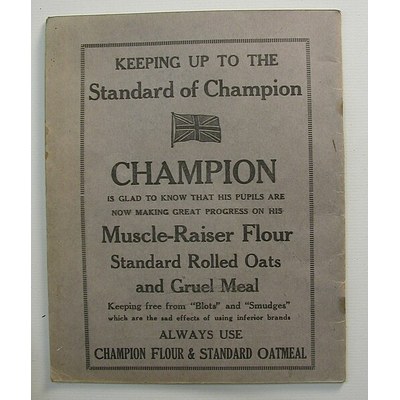 KEEPING UP TO THE
Standard of Champion
CHAMPION
IS GLAD TO KNOW THAT HIS PUPILS ARE
NOW MAKING GREAT PROGRESS ON HIS
Muscle-Raiser Flour
Standard Rolled Oats
and Gruel Meal
Keeping free from "Blots" and "Smudges"
which are the sad effects of using inferior brands
ALWAYS USE
CHAMPION FLOUR & STANDARD OATMEAL